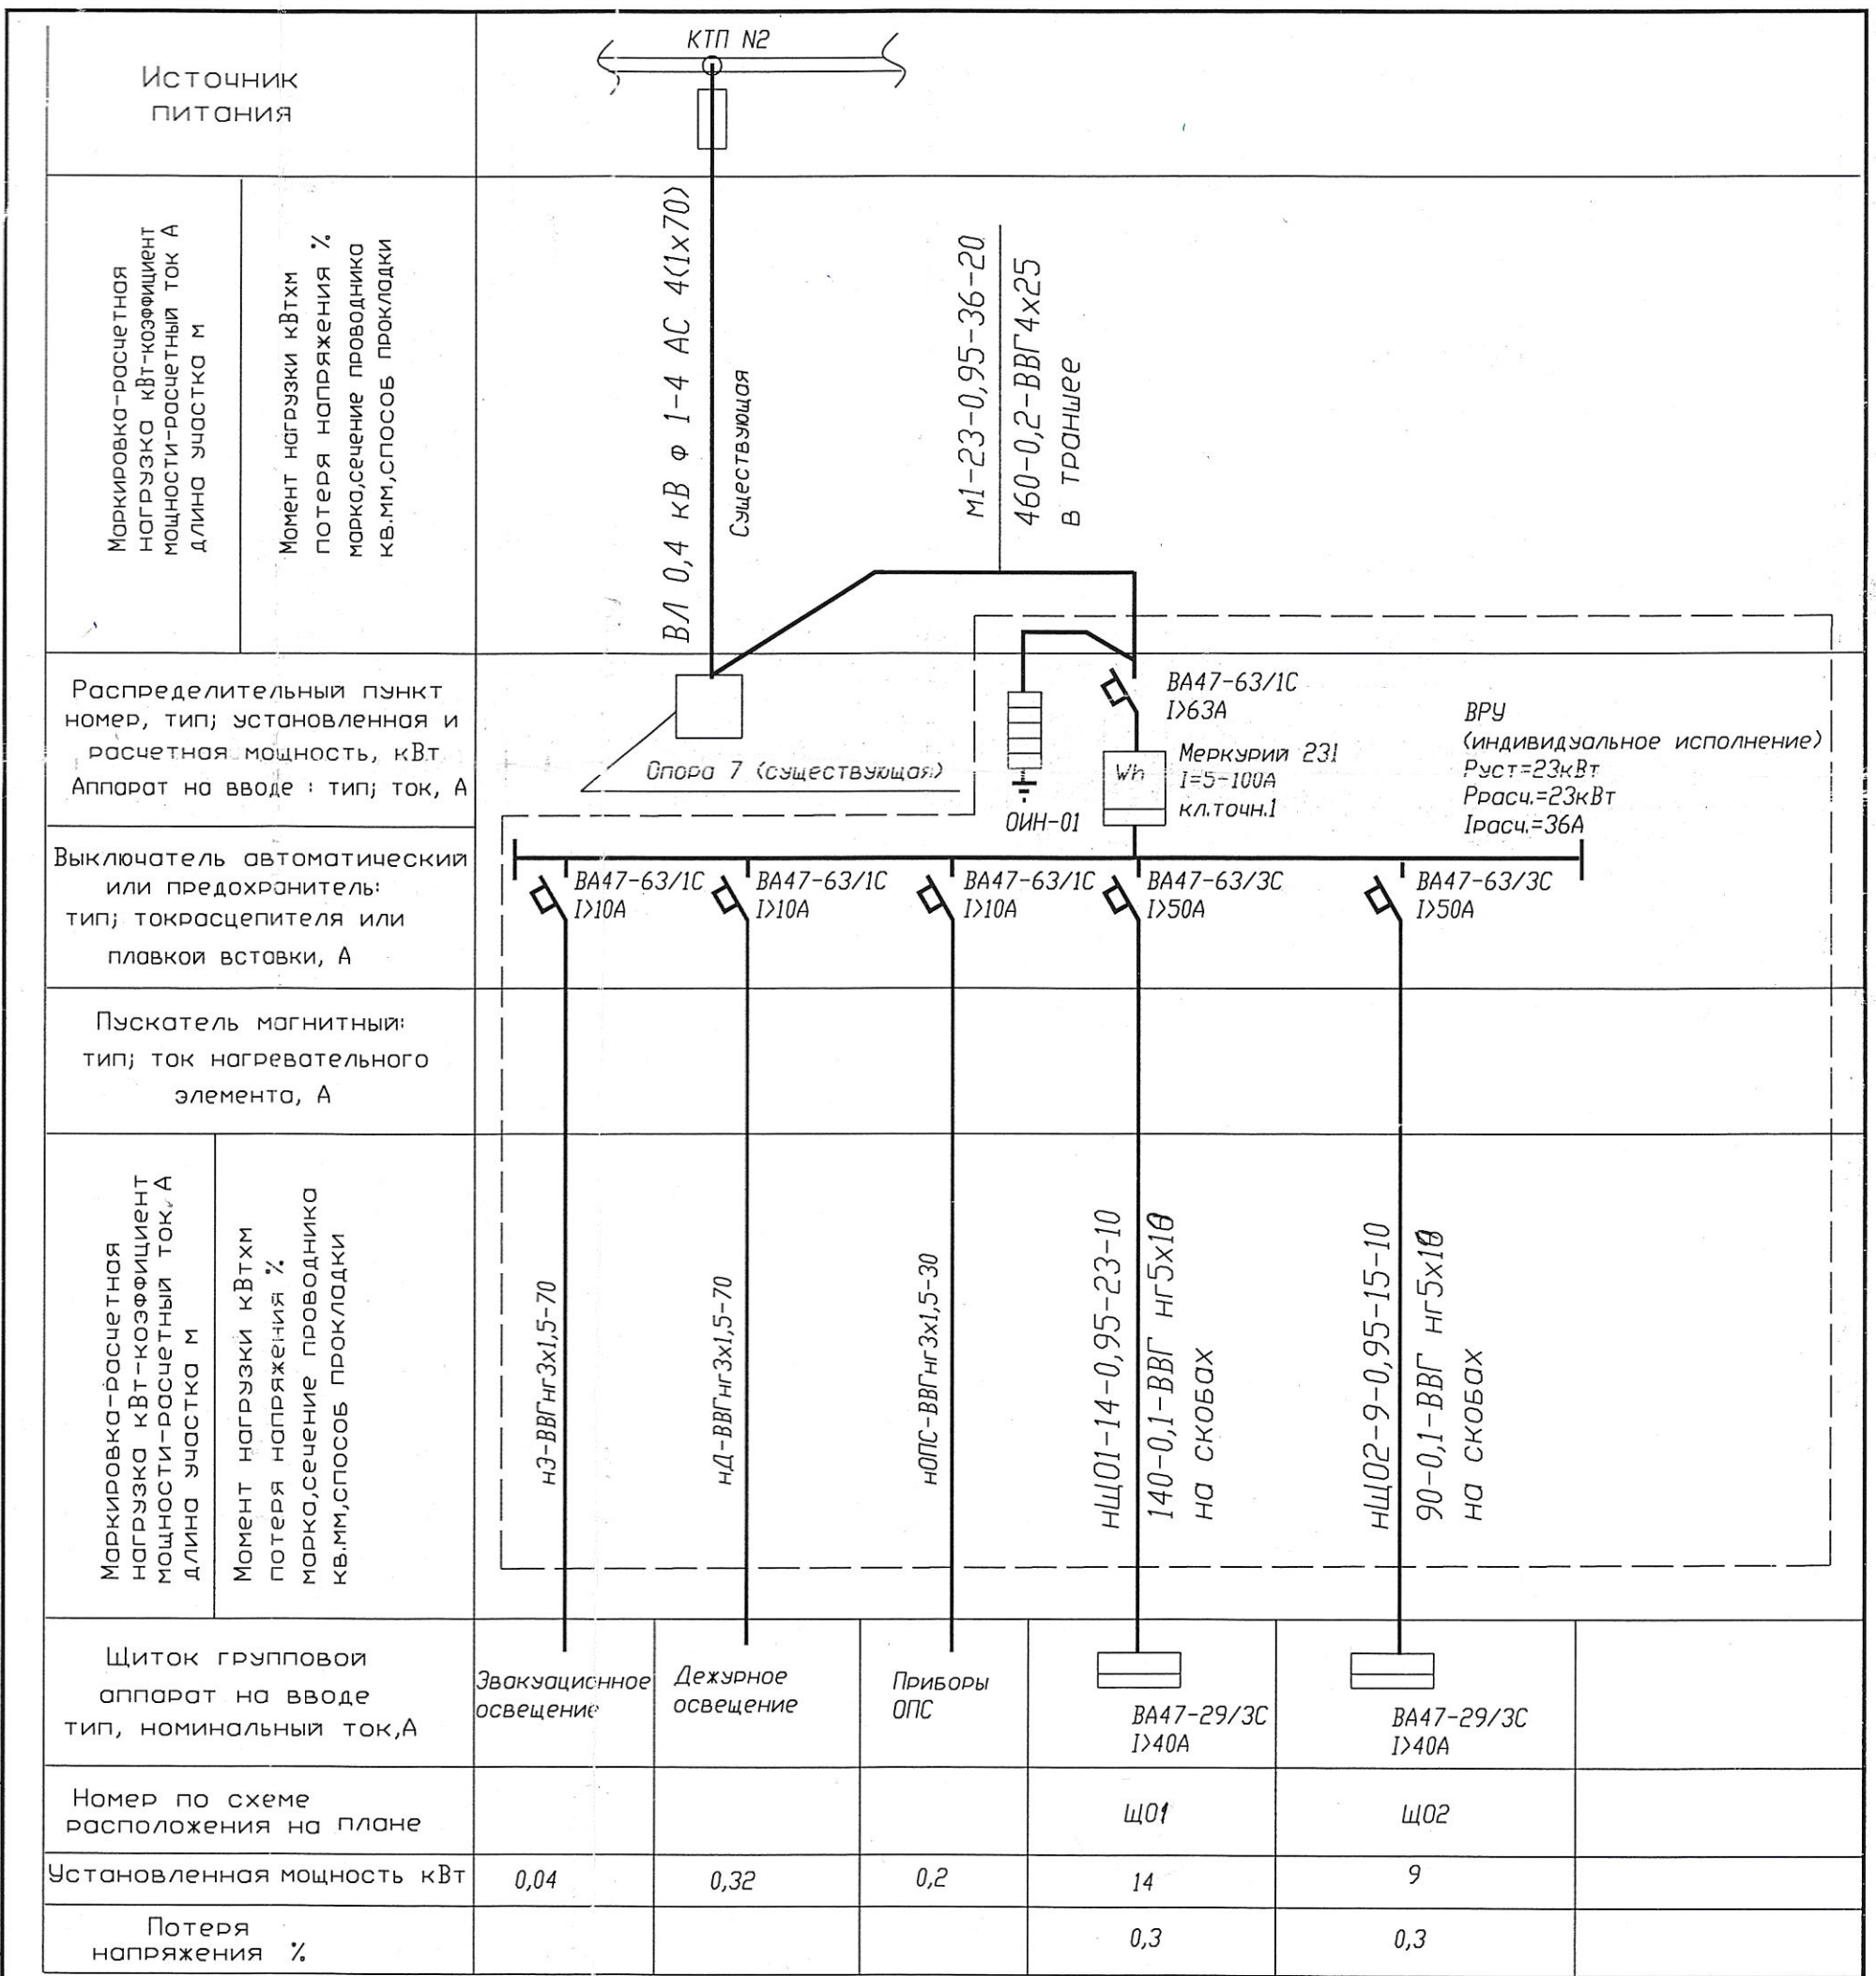 Источник
питания
КТП N2
Маркировка-расчетная
нагрузка кВт-коэффициент
мощности-расчетный ток А
длина участка м
Момент нагрузки кВтхм
потеря напряжения %
марка,сечение проводника
кв.мм,способ прокладки
ВЛ 0,4 кВ ф 1-4 АС 4(1х70)
Существующая
м1-23-0,95-36-20
460-0,2-ВВГ4х25
в траншее
Распределительный пункт
номер, тип; установленная и
расчетная мощность, кВт
Аппарат на вводе : тип; ток, А
Опора 7 (существующая)
ОИН-01
ВА47-63/1С
I>63А
Wh
Меркурий 231
I=5-100А
кл.точн.1
ВРУ
(индивидуальное исполнение)
Руст=23кВт
Ррасч.=23кВт
Iрасч.=36А
Выключатель автоматический
или предохранитель:
тип; токрасцепителя или
плавкой вставки, А
ВА47-63/1С
I>10А
ВА47-63/1С
I>10А
ВА47-63/1С
I>10А
ВА47-63/3С
I>50А
ВА47-63/3С
I>50А
Пускатель магнитный:
тип; ток нагревательного
элемента, А
Маркировка-расчетная
нагрузка кВт-коэффициент
мощности-расчетный ток,А
длина участка м
Момент нагрузки кВтхм
потеря напряжения %
марка,сечение проводника
кв.мм,способ прокладки
нЭ-ВВГнг3х1,5-70
нД-ВВГнг3х1,5-70
нОПС-ВВГнг3х1,5-30
нЩО1-14-0,95-23-10
140-0,1-ВВГ
на скобах
нЩО2-9-0,95-15-10
90-0,1-ВВГ
на скобах
Щиток групповой
аппарат на вводе
тип, номинальный ток,А
Эвакуационное
освещение
Дежурное
освещение
Приборы
ОПС
ВА47-29/3С
I>40А
ВА47-29/3С
I>40А
Номер по схеме
расположения на плане
ЩО1
ЩО2
Установленная мощность кВт
0,04
0,32
0,2
14
9
Потеря
напряжения %
0,3
0,3